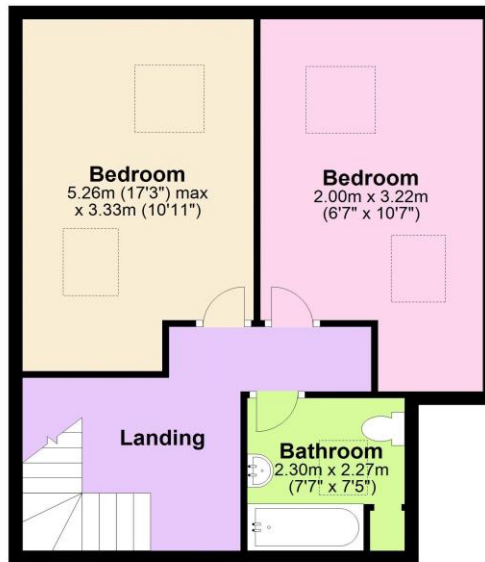 Bedroom
5.26m (17'3") max
x 3.33m (10'11")
Bedroom
2.00m x 3.22m
(6'7" x 10'7")
Landing
Bathroom
2.30m x 2.27m
(7'7" x 7'5")